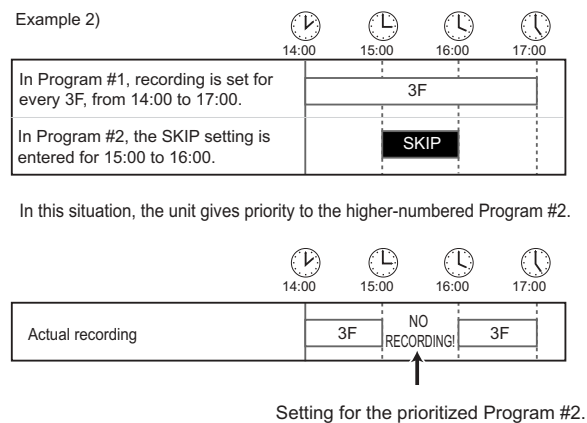 Example 2)
14:00 15:00 16:00 17:00
In Program #1, recording is set for
every 3F, from 14:00 to 17:00.
3F
In Program #2, the SKIP setting is
entered for 15:00 to 16:00.
SKIP
In this situation, the unit gives priority to the higher-numbered Program #2.
14:00 15:00 16:00 17:00
Actual recording
3F
NO
RECORDING!
3F
Setting for the prioritized Program #2.